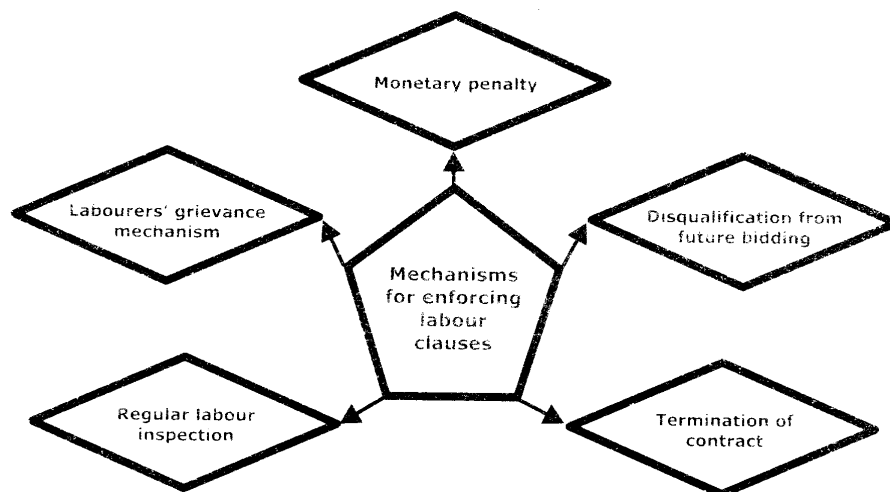 Monetary penalty
Labourers' grievance
mechanism
Disqualification from
future bidding
Mechanisms
for enforcing
labour
clauses
Regular labour
inspection
Termination of
contract